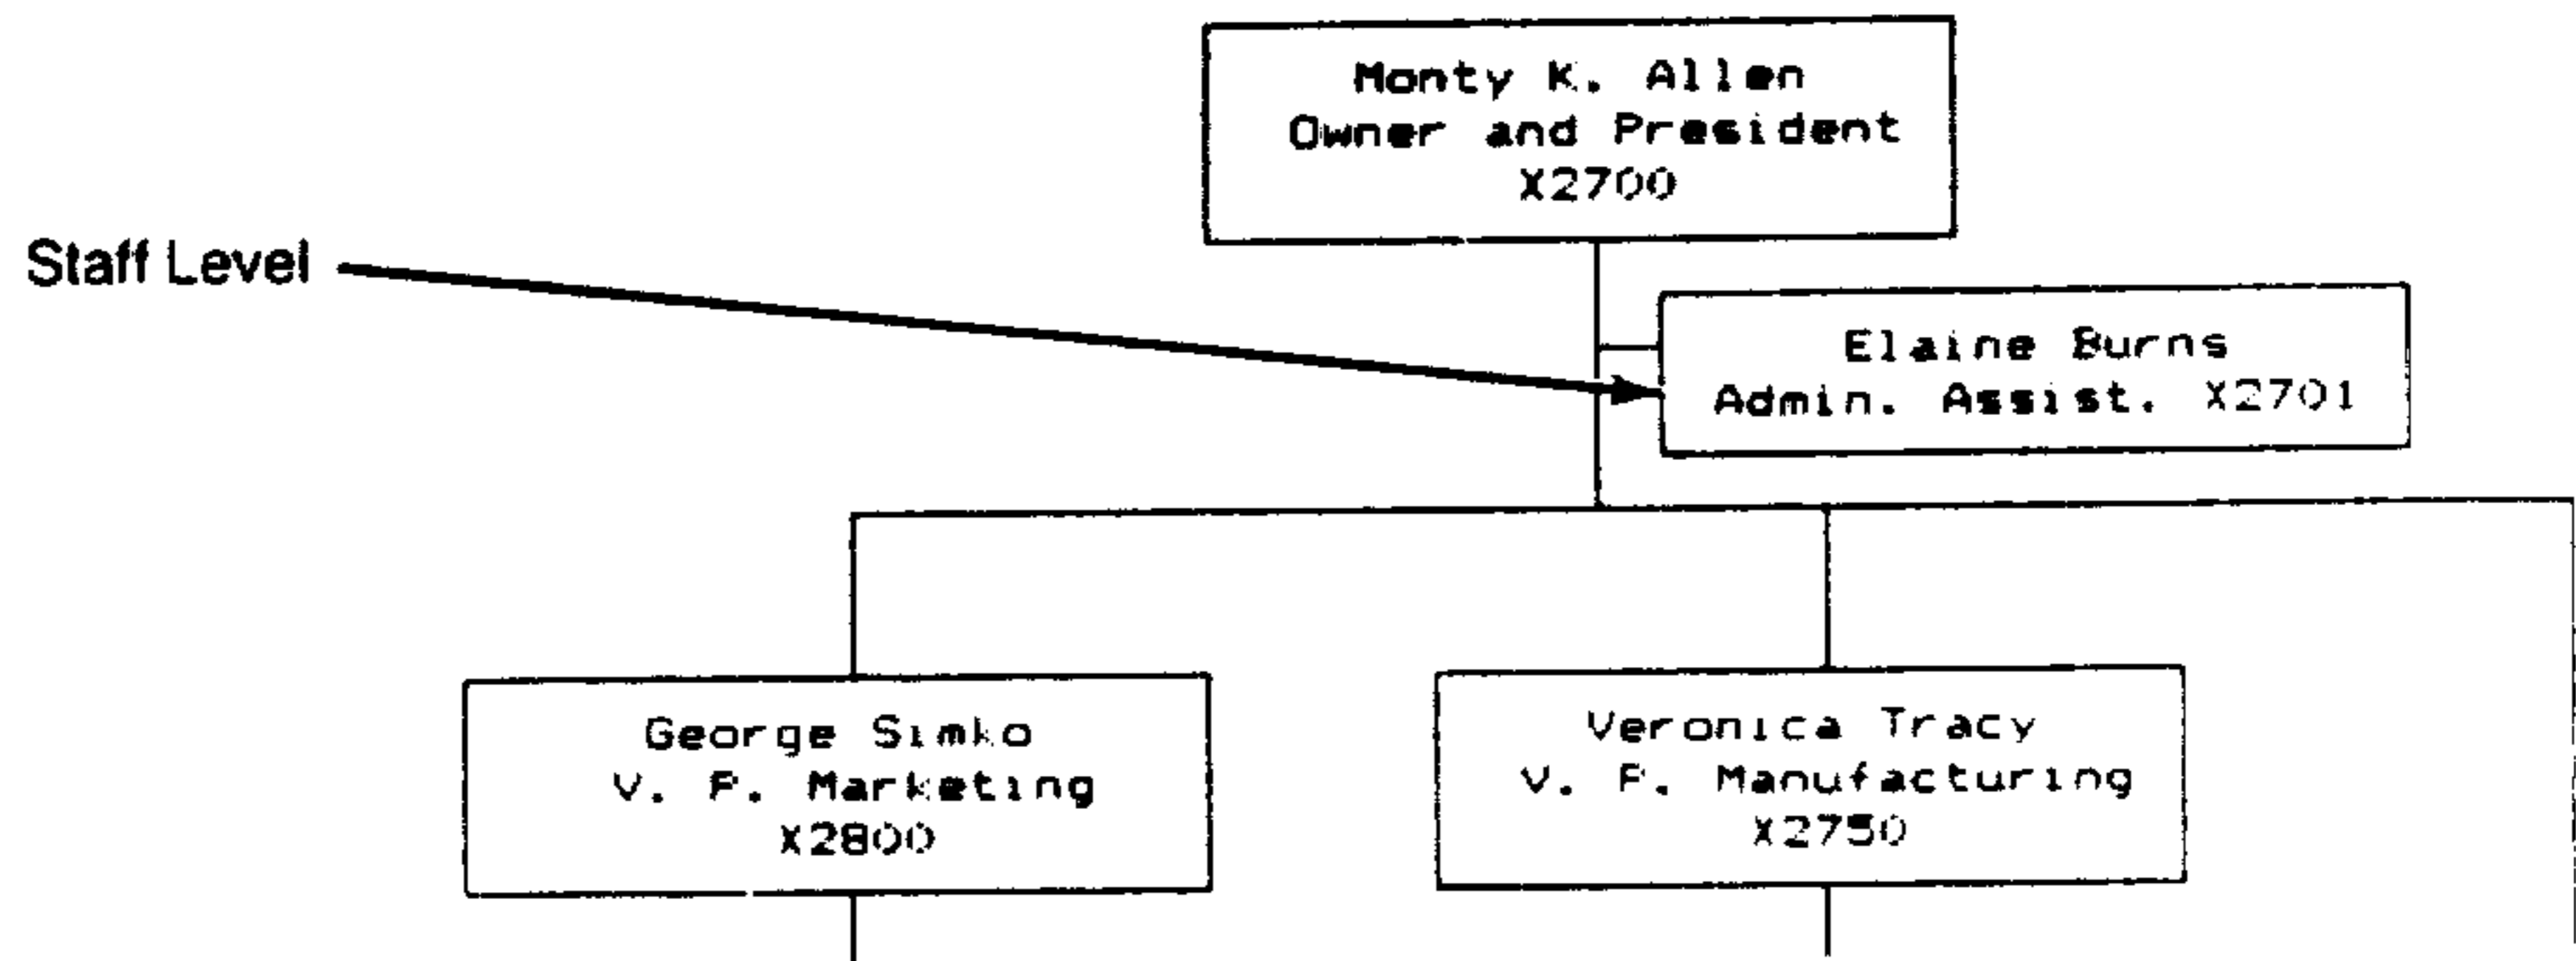 Monty K. Allen
Owner and President
X2700
Staff Level
Elaine Burns
Admin. Assist. X2701
George Simko
V. P. Marketing
X2800
Veronica Tracy
V. P. Manufacturing
X2750